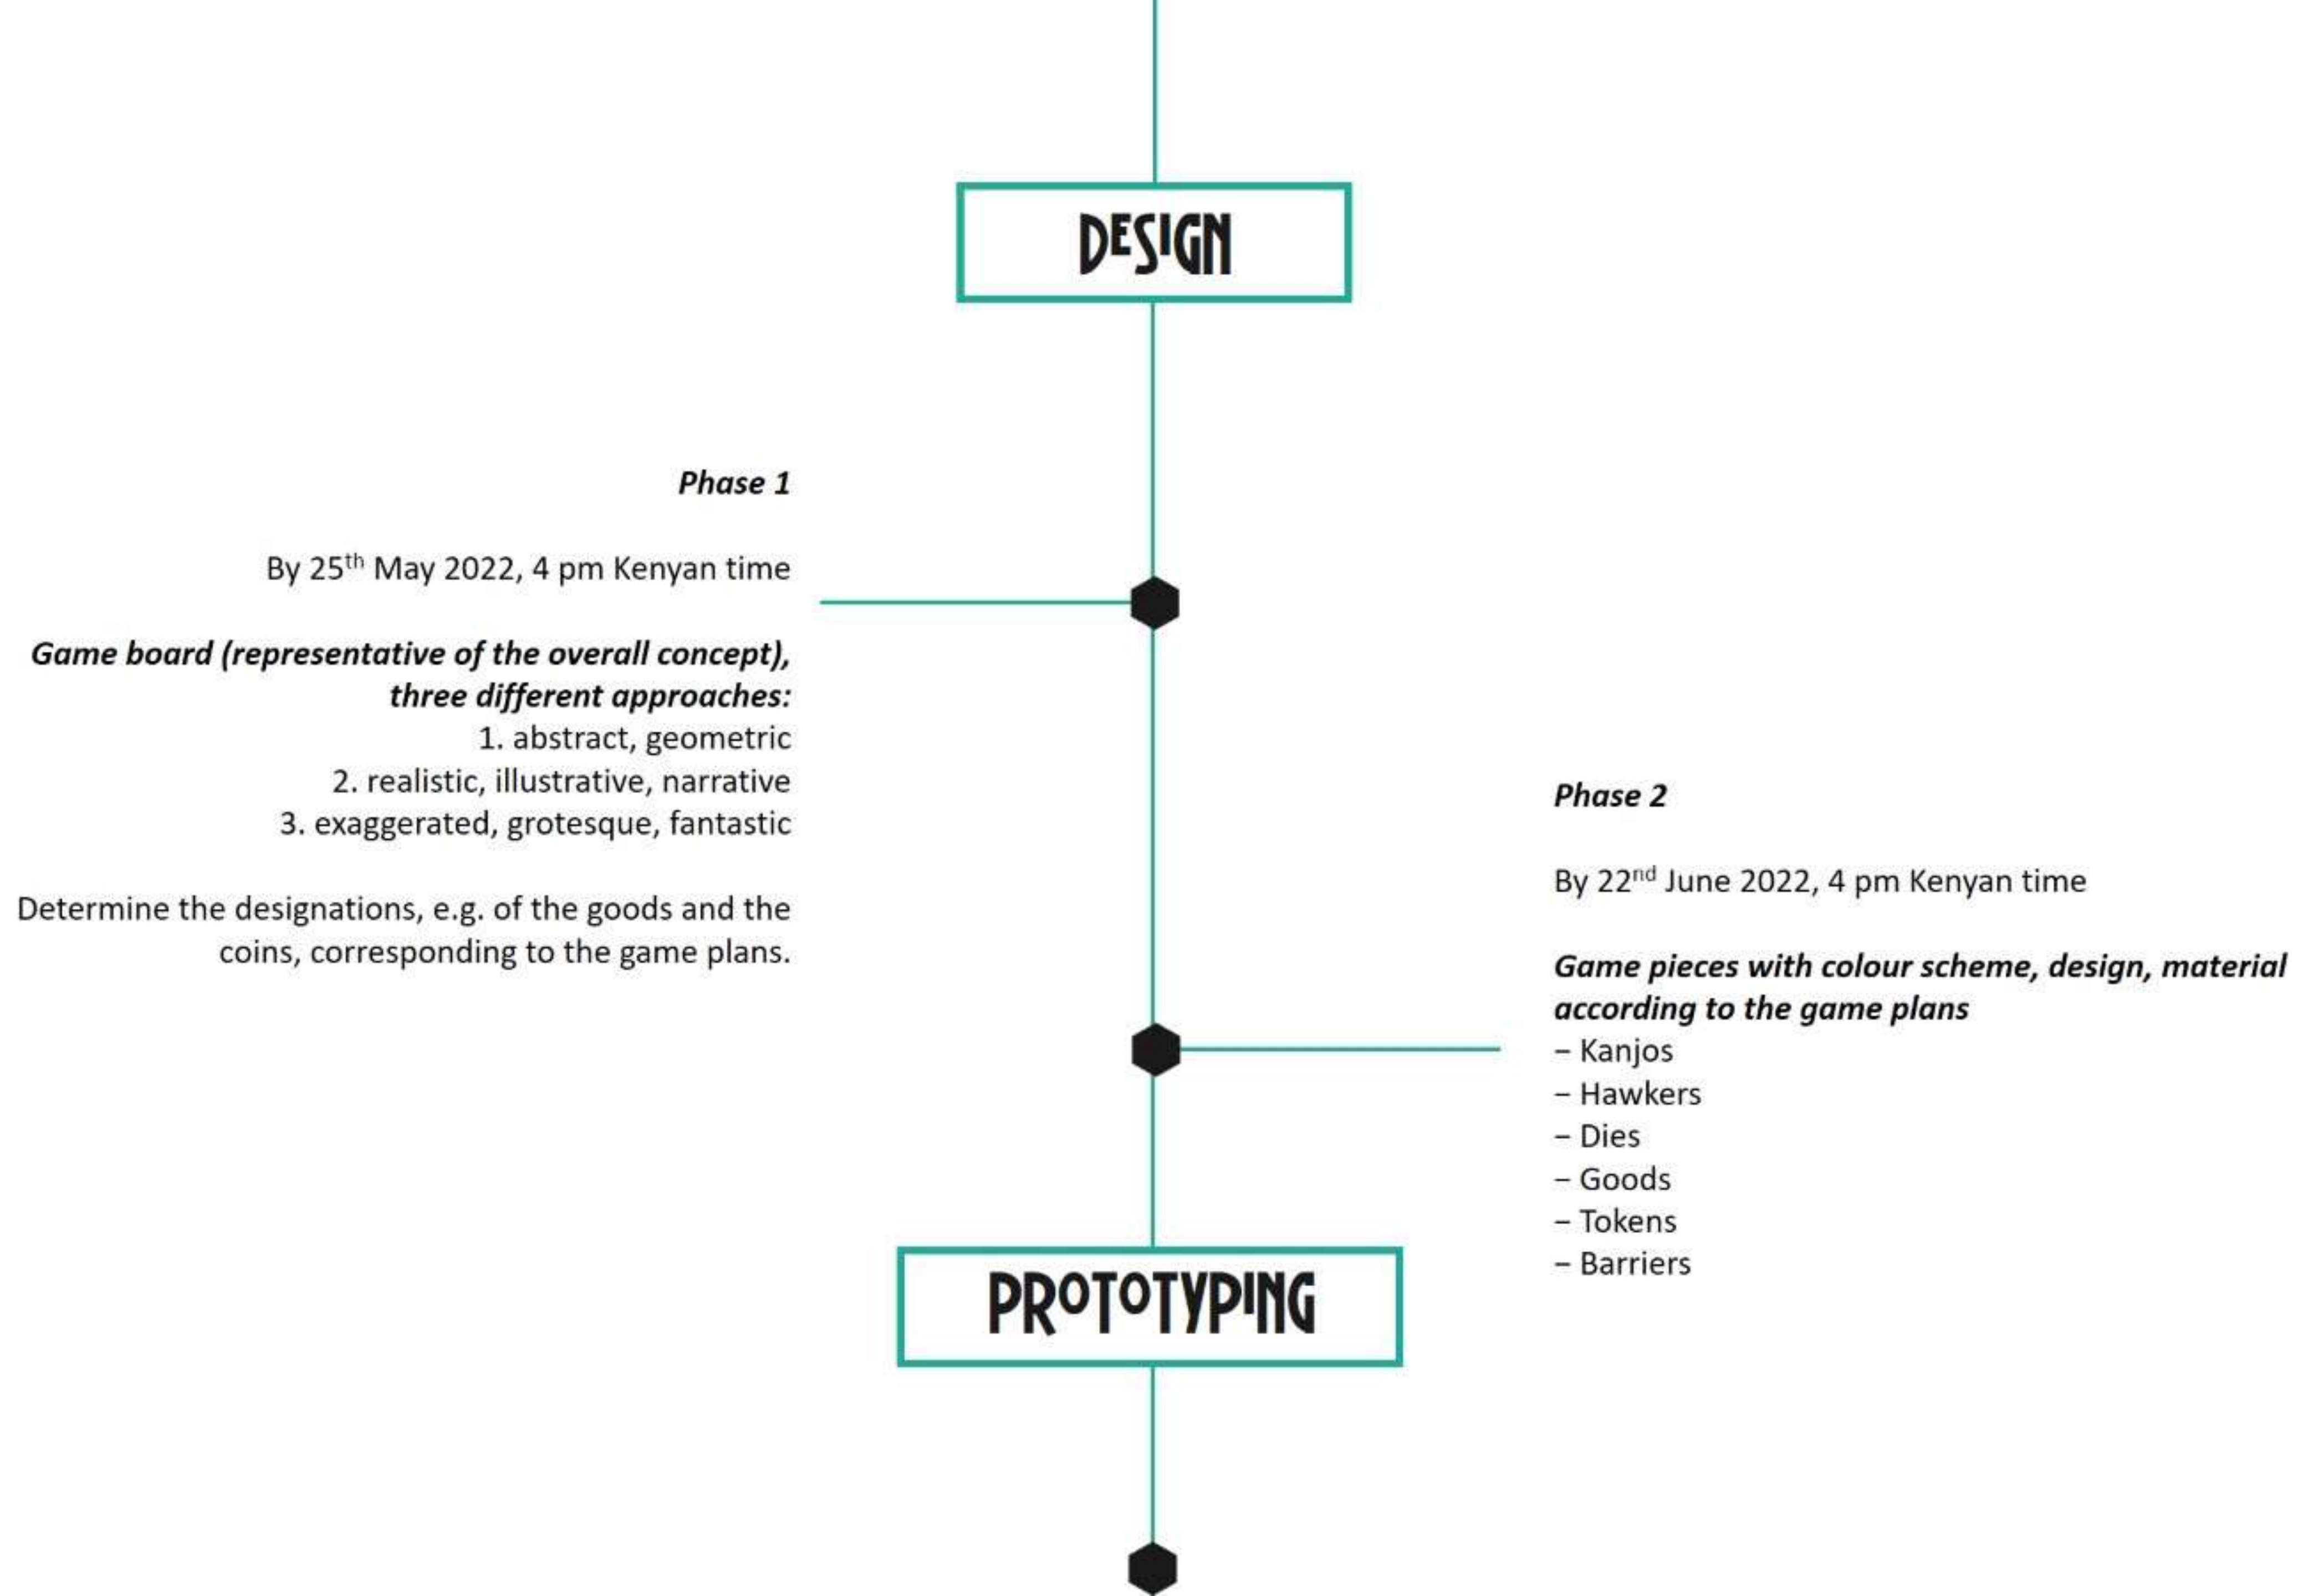 DESIGN
Phase 1
By 25th May 2022, 4 pm Kenyan time
Game board (representative of the overall concept),
three different approaches:
1. abstract, geometric
2. realistic, illustrative, narrative
3. exaggerated, grotesque, fantastic
Determine the designations, e.g. of the goods and the
coins, corresponding to the game plans.
Phase 2
By 22nd June 2022, 4 pm Kenyan time
Game pieces with colour scheme, design, material
according to the game plans
– Kanjos
– Hawkers
– Dies
– Goods
– Tokens
– Barriers
PROTOTYPING